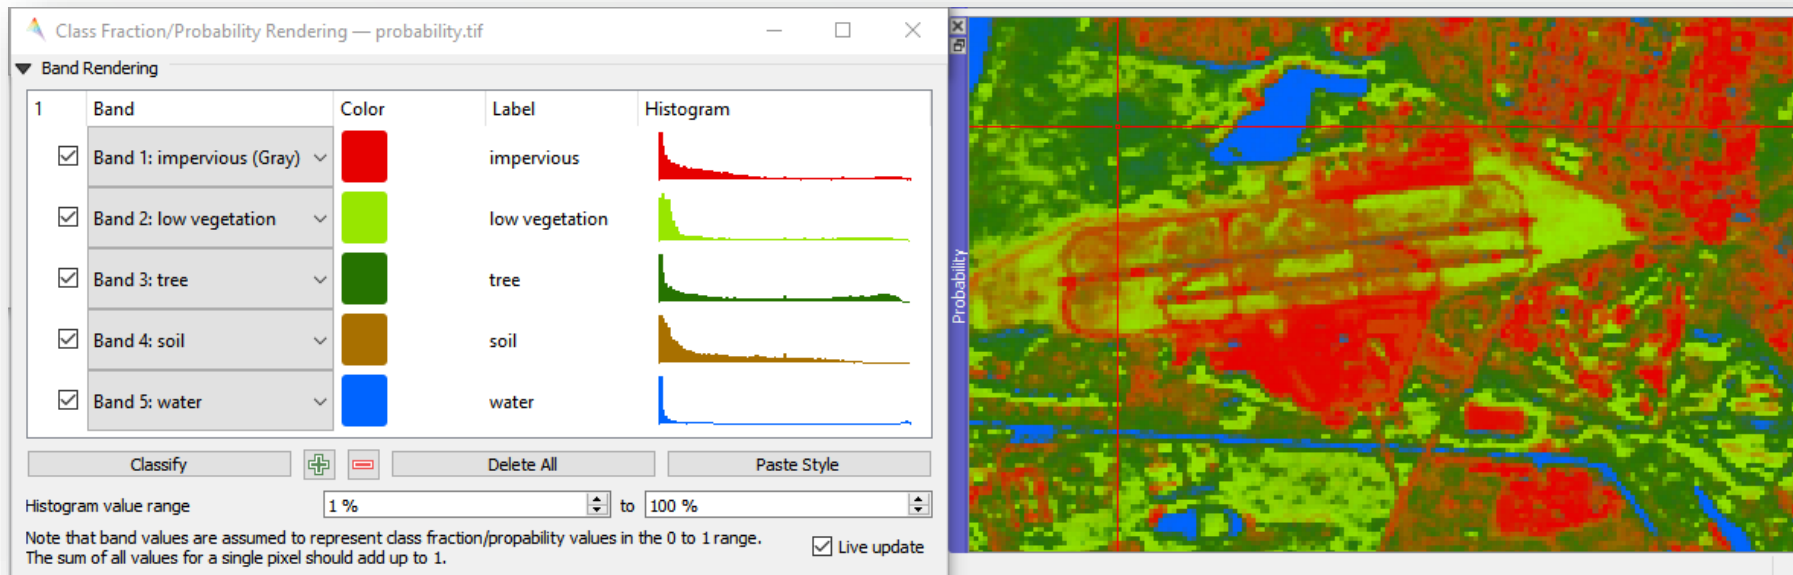 Class Fraction/Probability Rendering — probability.tif
Band Rendering
1 Band Color Label Histogram
Band 1: impervious (Gray) impervious
Band 2: low vegetation low vegetation
Band 3: tree tree
Band 4: soil soil
Band 5: water water
Classify Delete All Paste Style
Histogram value range 1 % to 100 %
Note that band values are assumed to represent class fraction/propability values in the 0 to 1 range.
The sum of all values for a single pixel should add up to 1.
Live update
Probability